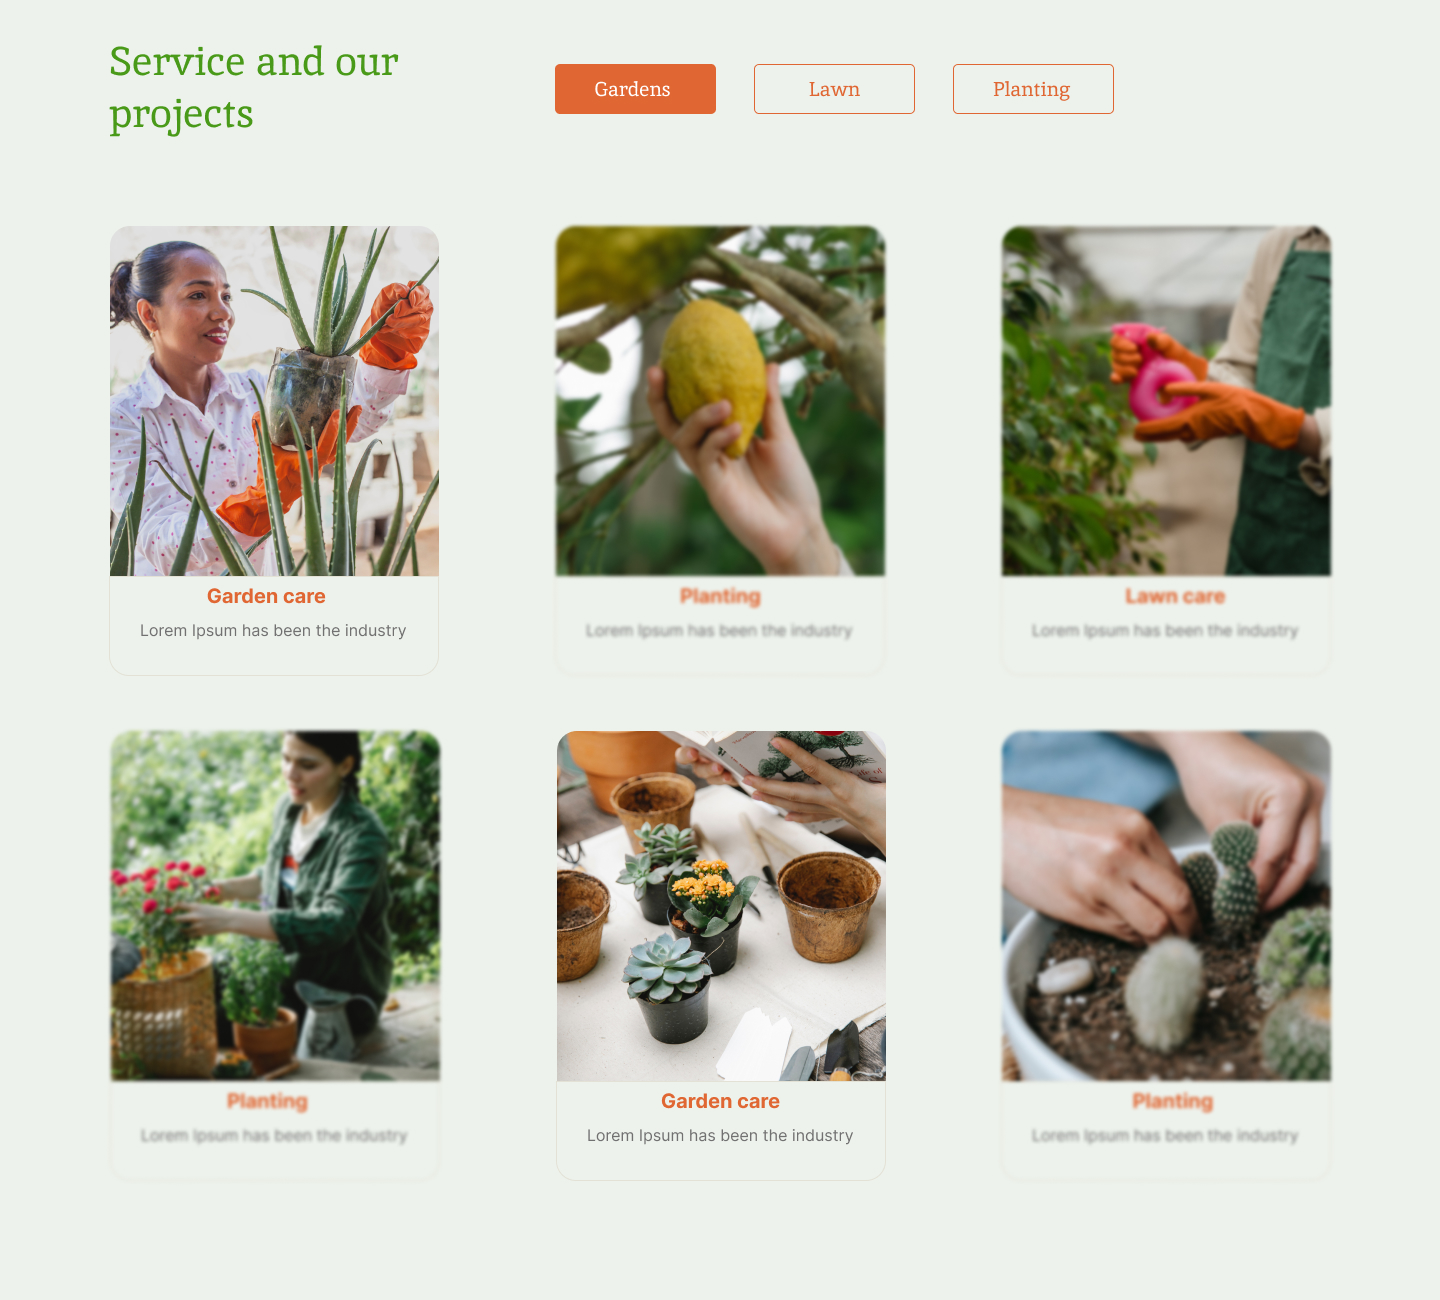 Service and our
projects
Gardens
Lawn
Planting
Garden care
Lorem Ipsum has been the industry
Planting
Lorem Ipsum has been the industry
Lawn care
Lorem Ipsum has been the industry
Planting
Lorem Ipsum has been the industry
Garden care
Lorem Ipsum has been the industry
Planting
Lorem Ipsum has been the industry